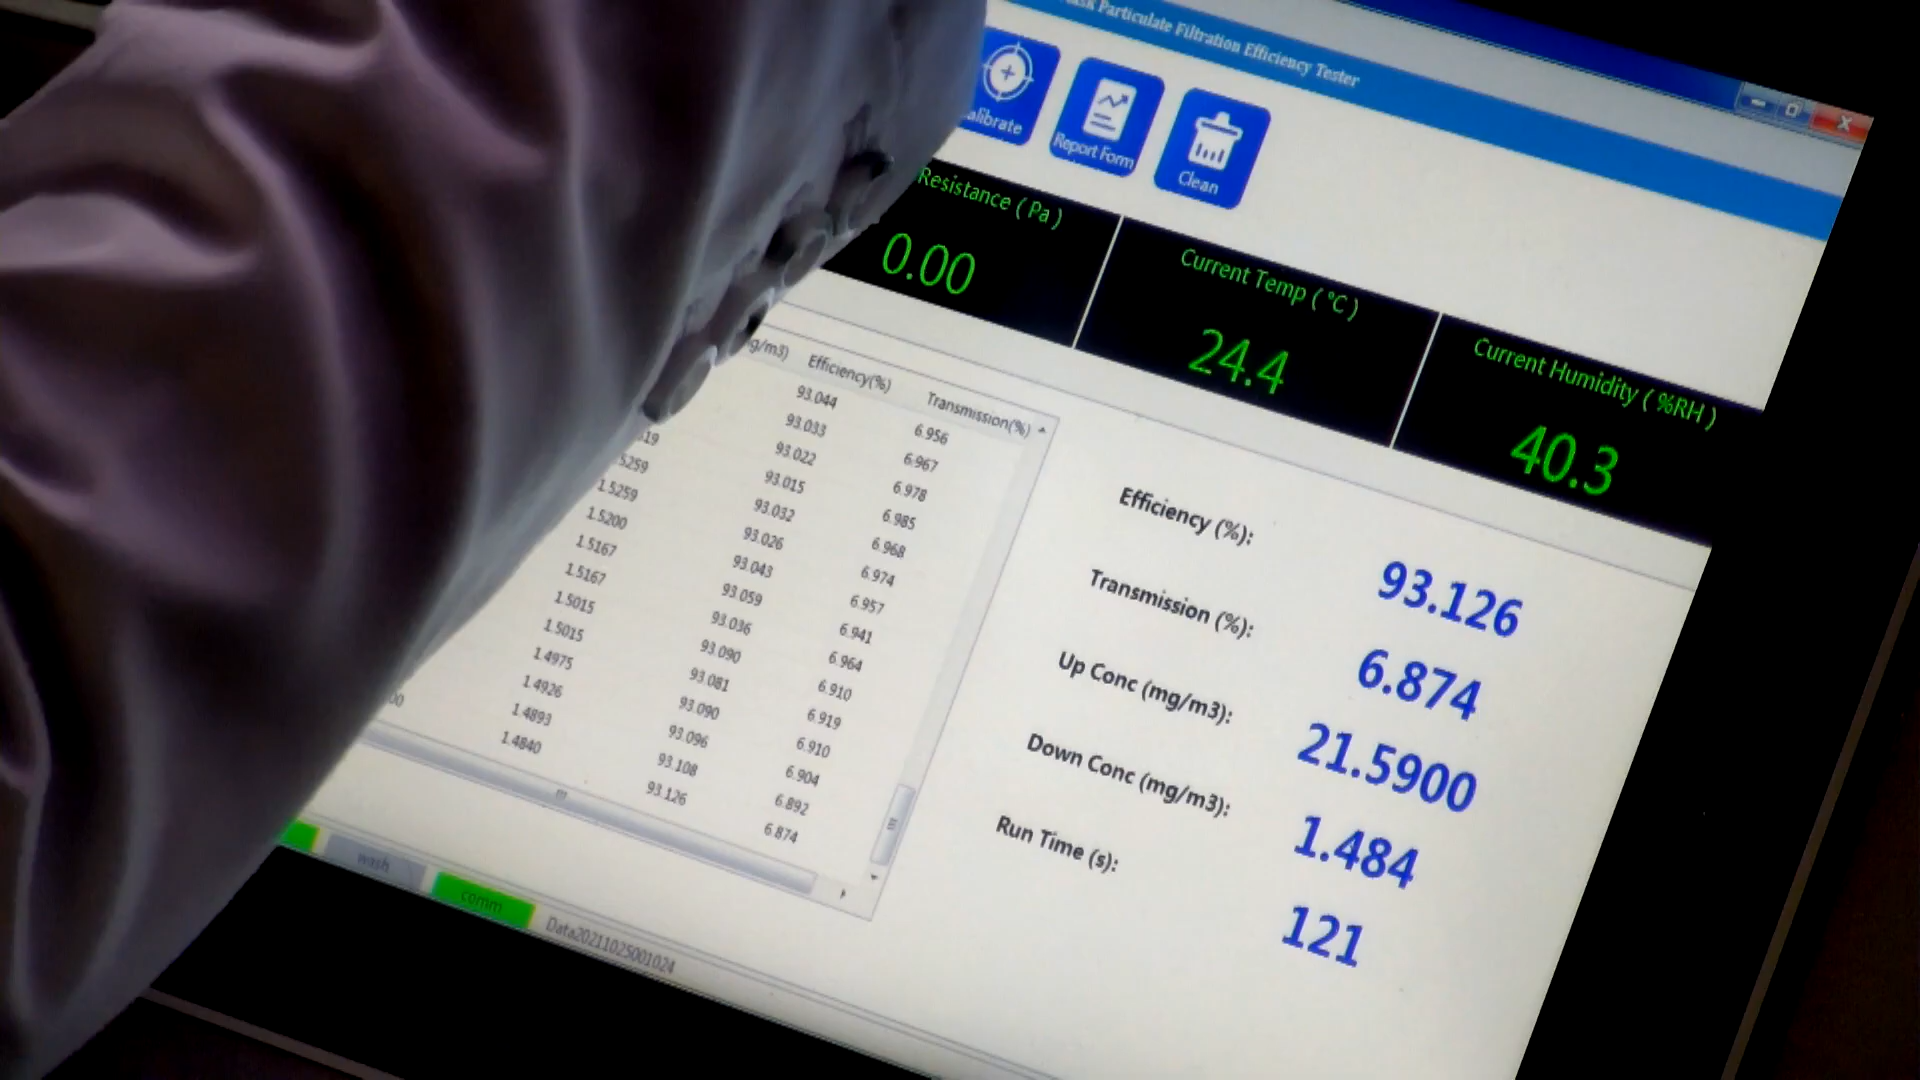 Particulate Filtration Efficiency Tester
Report Form
Clean
Resistance ( Pa )
0.00
Current Temp ( °C )
24.4
Current Humidity ( %RH )
40.3
Efficiency(%) Transmission(%)
93.044 6.956
93.033 6.967
93.022 6.978
93.015 6.985
1.5259 93.032 6.968
1.5200 93.026 6.974
1.5167 93.043 6.957
1.5167 93.059 6.941
1.5015 93.036 6.964
1.5015 93.090 6.910
1.4975 93.081 6.919
1.4926 93.090 6.910
1.4893 93.096 6.904
1.4840 93.108 6.892
93.126 6.874
Efficiency (%): 93.126
Transmission (%): 6.874
Up Conc (mg/m3): 21.5900
Down Conc (mg/m3): 1.484
Run Time (s): 121
wash
comm
Data20211025001024